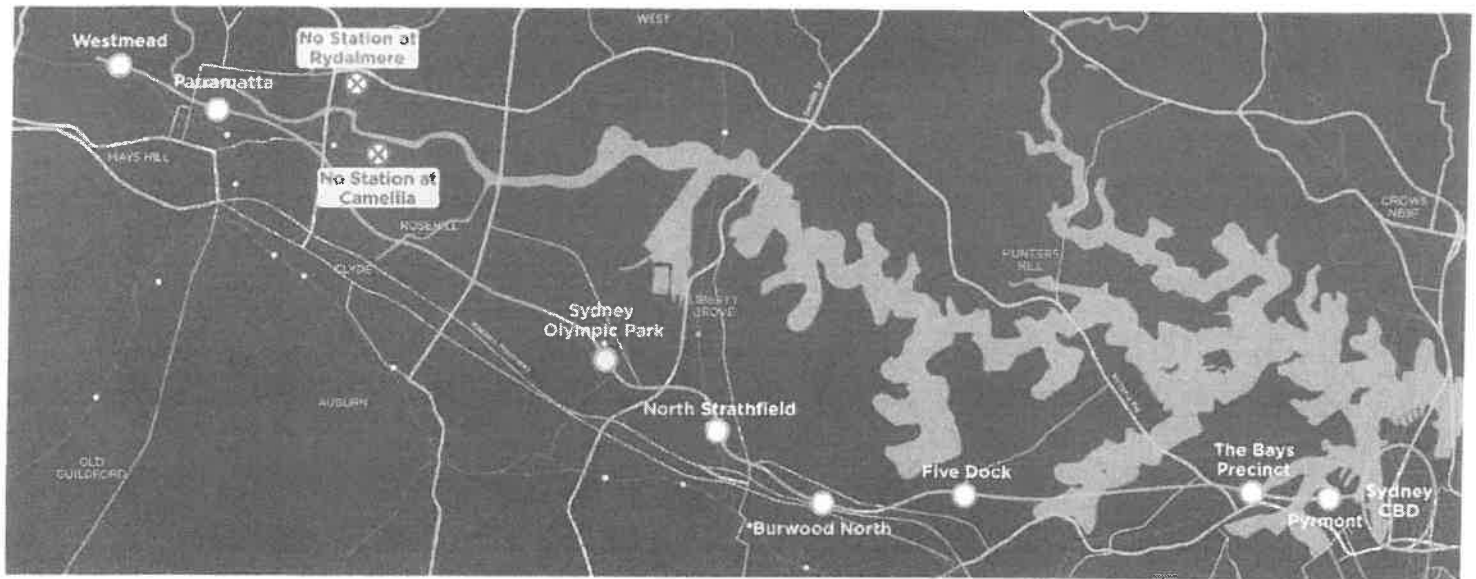 WEST
Westmead
No Station at
Rydalmere
Parramatta
MAYS HILL
No Station at
Camellia
ROSEHILL
CLYDE
CROWS
NEST
HUNTERS
HILL
LIBERTY
GROVE
Sydney
Olympic Park
AUBURN
North Strathfield
OLD
GUILDFORD
Five Dock
The Bays
Precinct
*Burwood North
Pyrmont
Sydney
CBD